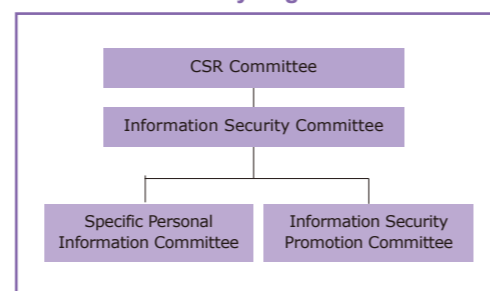 CSR Committee
Information Security Committee
Specific Personal
Information Committee
Information Security
Promotion Committee